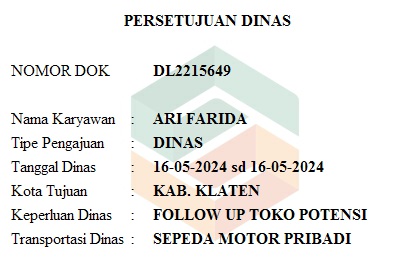 PERSETUJUAN DINAS
NOMOR DOK DL2215649
Nama Karyawan : ARI FARIDA
Tipe Pengajuan : DINAS
Tanggal Dinas : 16-05-2024 sd 16-05-2024
Kota Tujuan : KAB. KLATEN
Keperluan Dinas : FOLLOW UP TOKO POTENSI
Transportasi Dinas : SEPEDA MOTOR PRIBADI